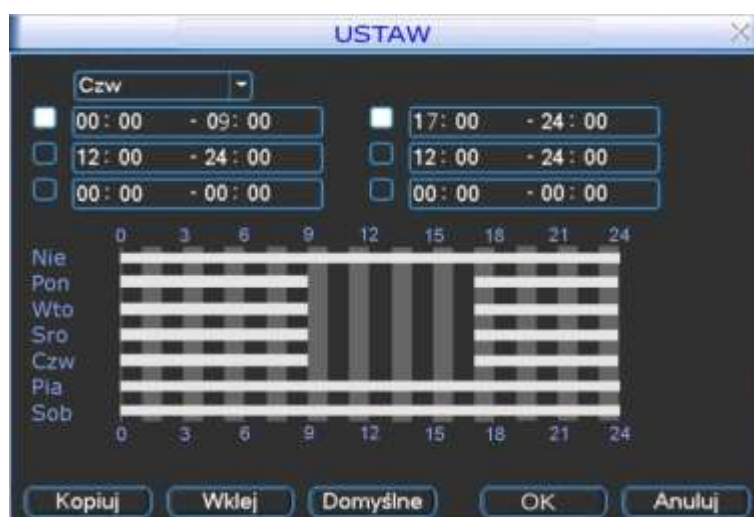 USTAW
Czw
00: 00 - 09: 00 17: 00 - 24: 00
12: 00 - 24: 00 12: 00 - 24: 00
00: 00 - 00: 00 00: 00 - 00: 00
0 3 6 9 12 15 18 21 24
Nie
Pon
Wto
Sro
Czw
Pia
Sob
0 3 6 9 12 15 18 21 24
Kopiuj Wklej Domyślne OK Anuluj